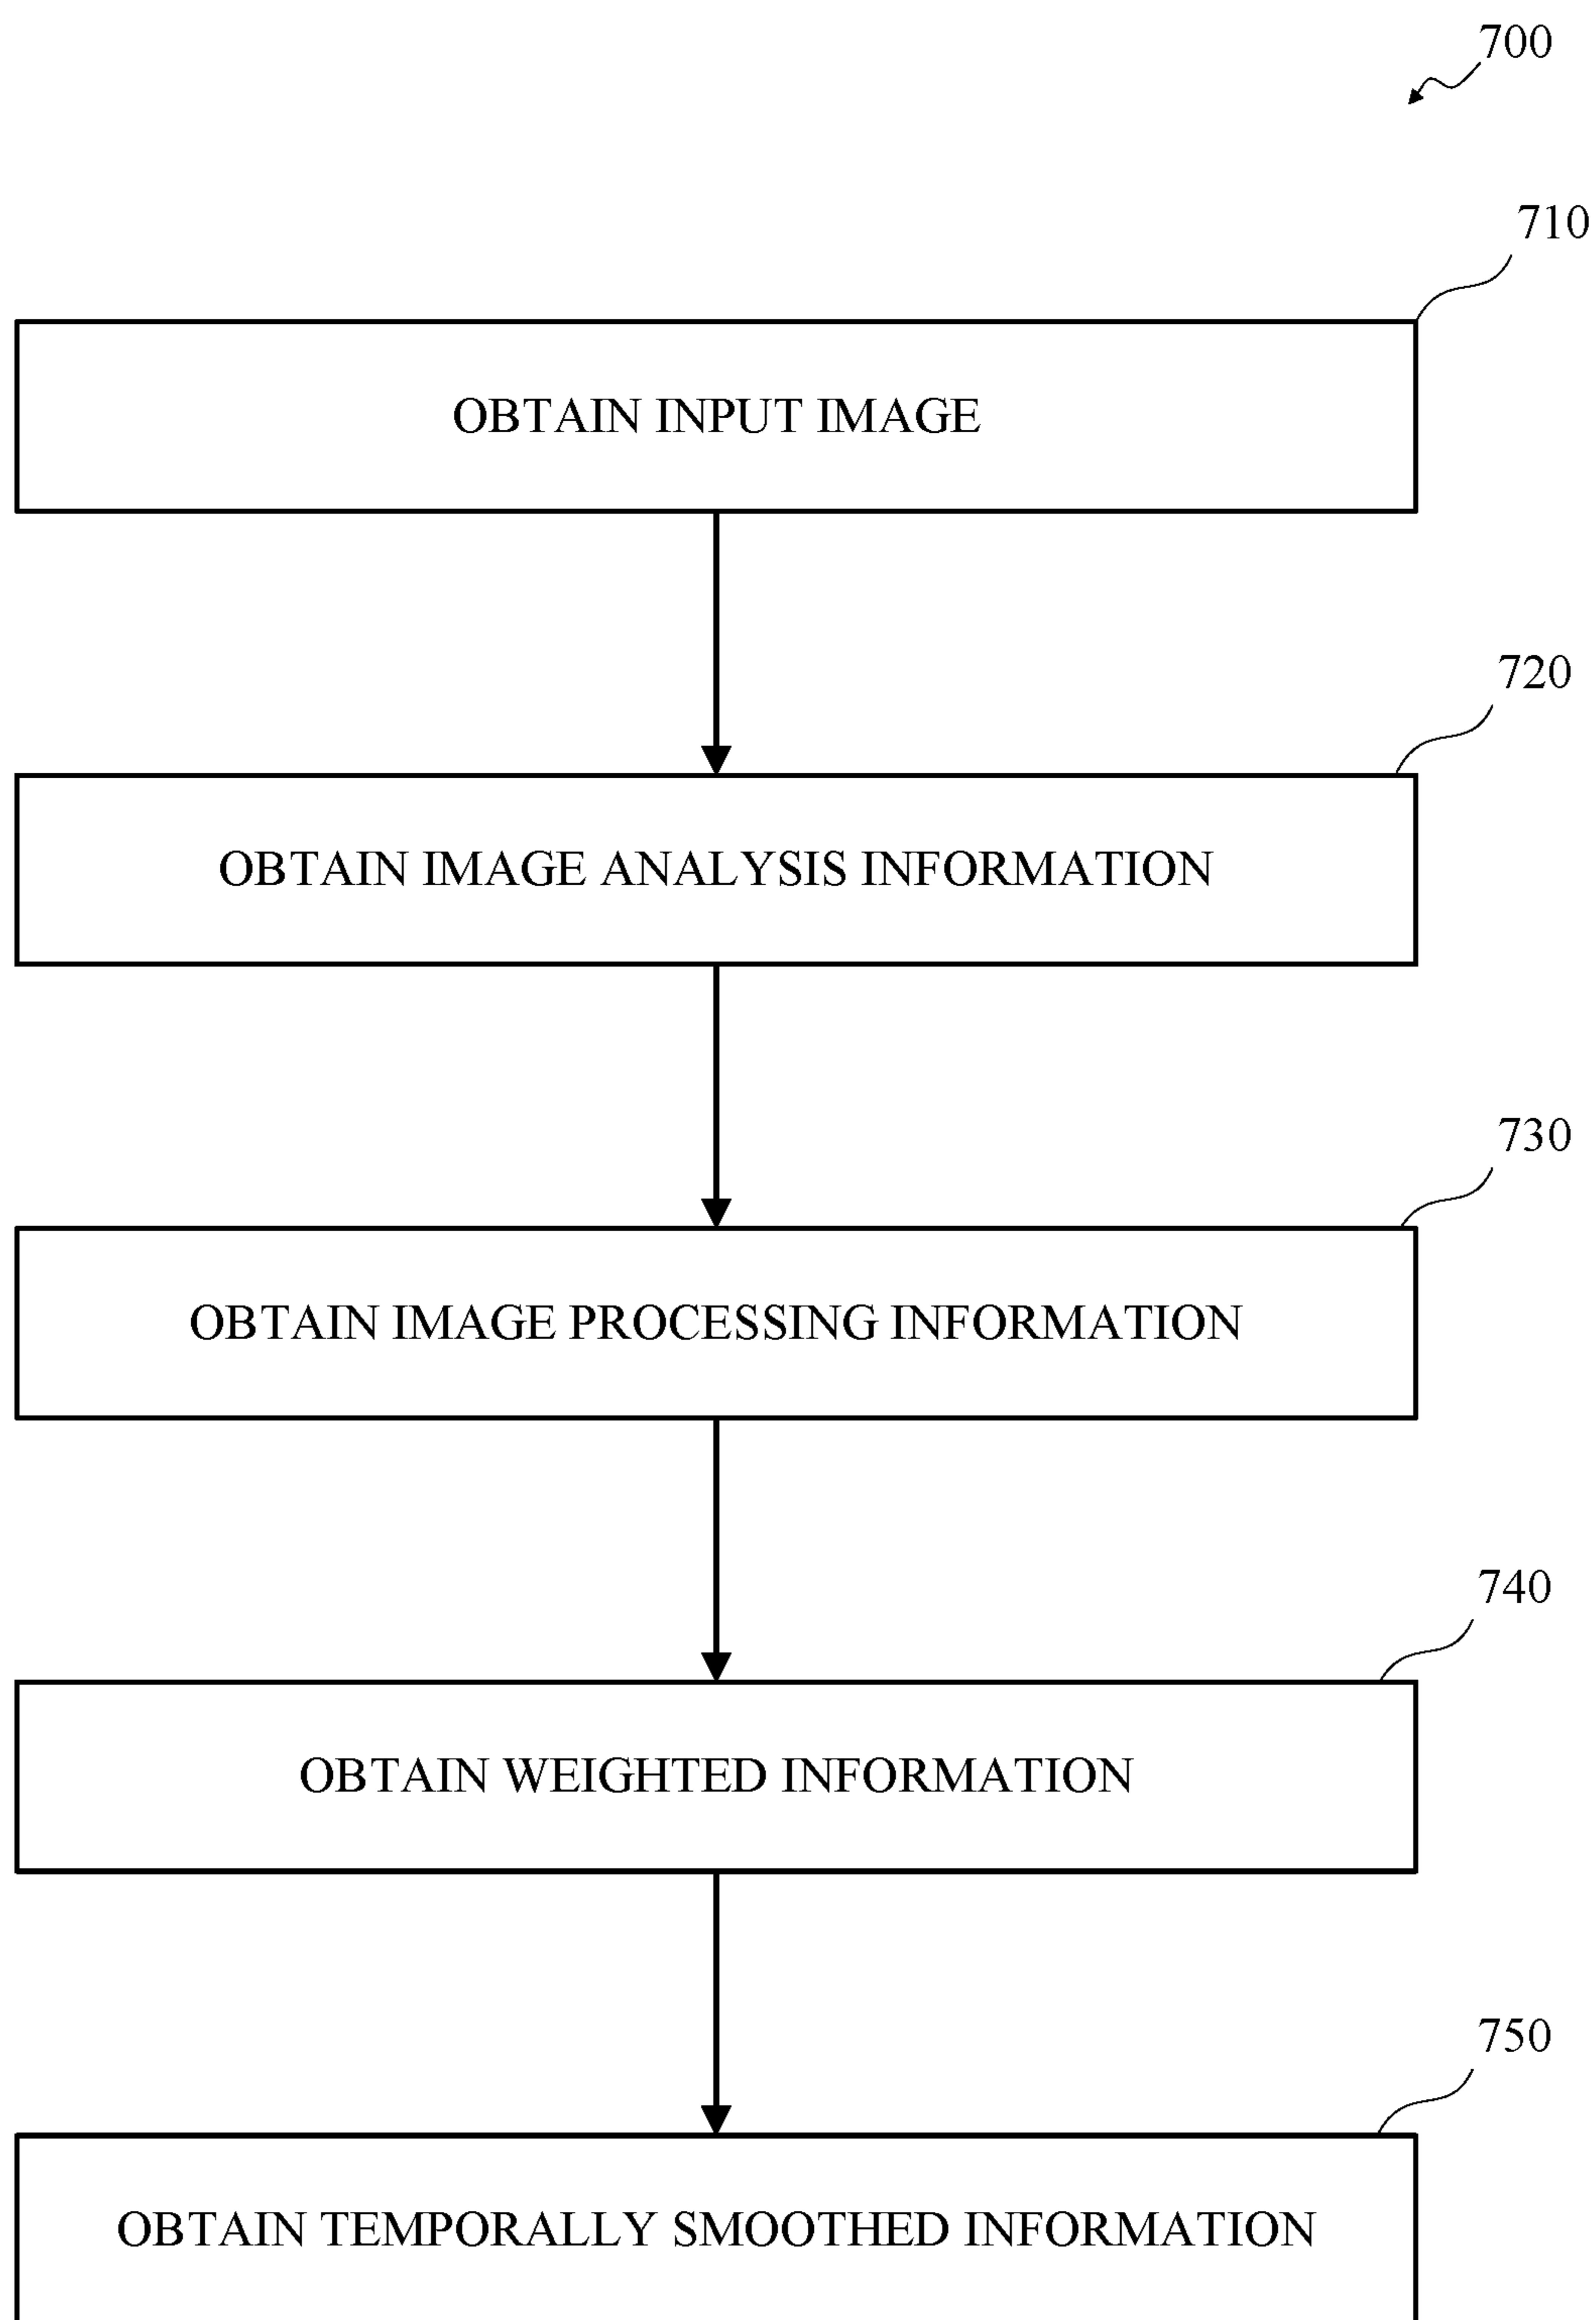 700
710
OBTAIN INPUT IMAGE
720
OBTAIN IMAGE ANALYSIS INFORMATION
730
OBTAIN IMAGE PROCESSING INFORMATION
740
OBTAIN WEIGHTED INFORMATION
750
OBTAIN TEMPORALLY SMOOTHED INFORMATION